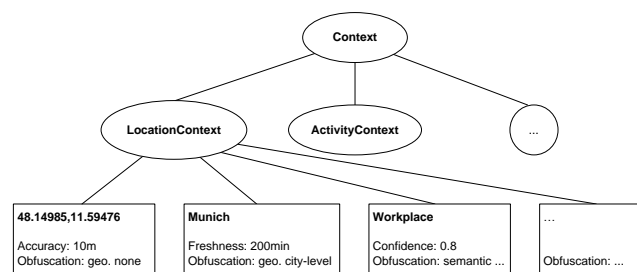 Context
LocationContext
ActivityContext
...
48.14985,11.59476
Accuracy: 10m
Obfuscation: geo. none
Munich
Freshness: 200min
Obfuscation: geo. city-level
Workplace
Confidence: 0.8
Obfuscation: semantic ...
...
Obfuscation: ...